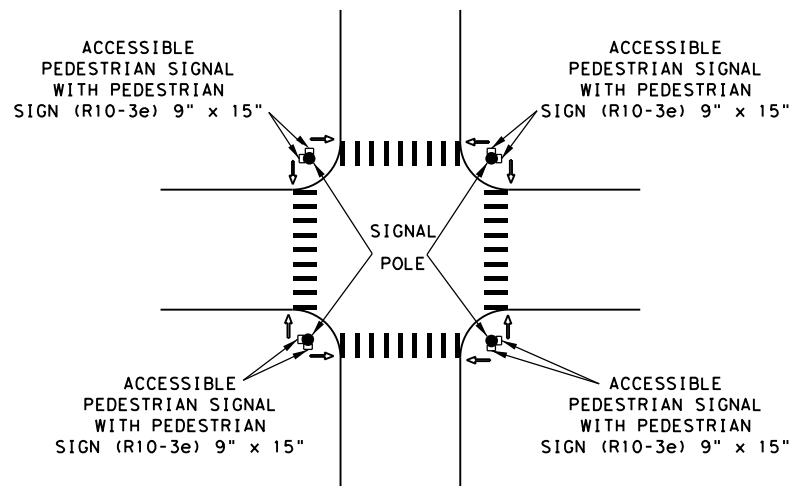 ACCESSIBLE
PEDESTRIAN SIGNAL
WITH PEDESTRIAN
SIGN (R10-3e) 9" x 15"
ACCESSIBLE
PEDESTRIAN SIGNAL
WITH PEDESTRIAN
SIGN (R10-3e) 9" x 15"
SIGNAL
POLE
ACCESSIBLE
PEDESTRIAN SIGNAL
WITH PEDESTRIAN
SIGN (R10-3e) 9" x 15"
ACCESSIBLE
PEDESTRIAN SIGNAL
WITH PEDESTRIAN
SIGN (R10-3e) 9" x 15"